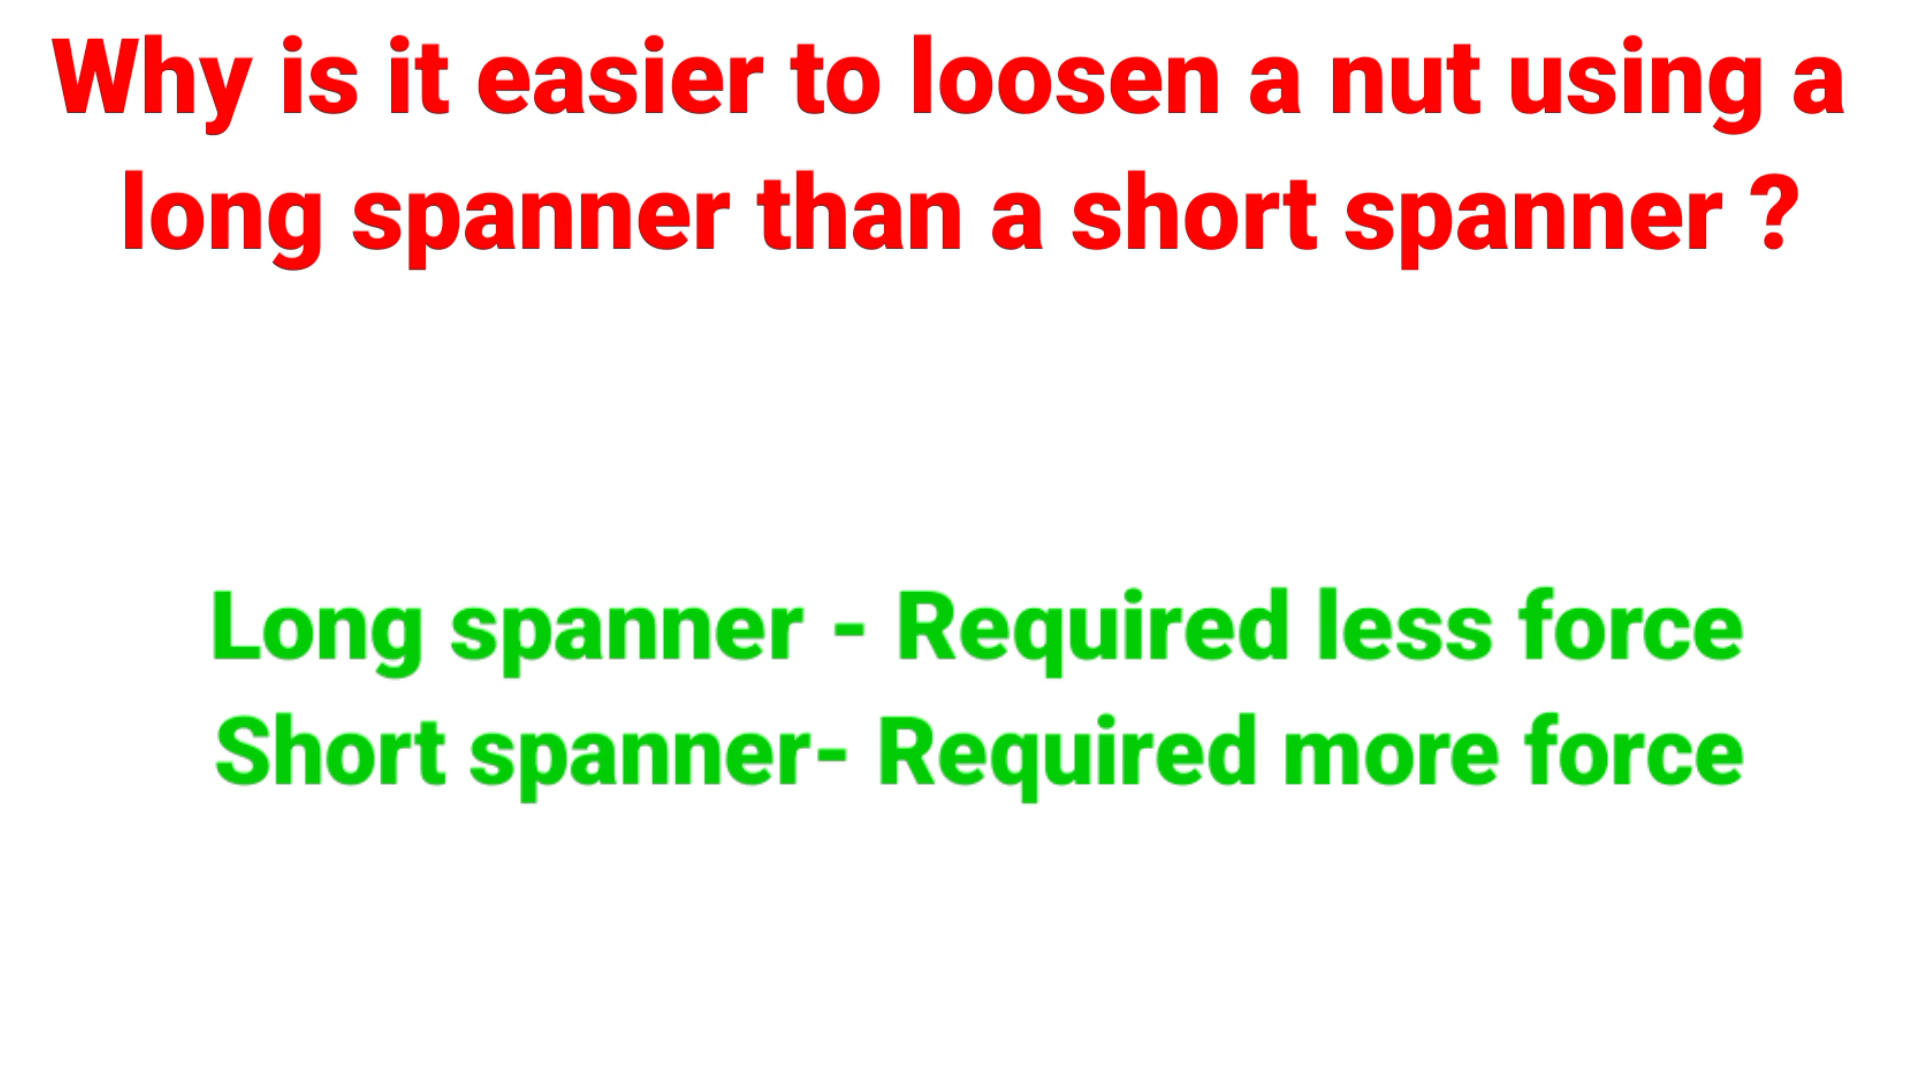 Why is it easier to loosen a nut using a
long spanner than a short spanner ?
Long spanner - Required less force
Short spanner- Required more force